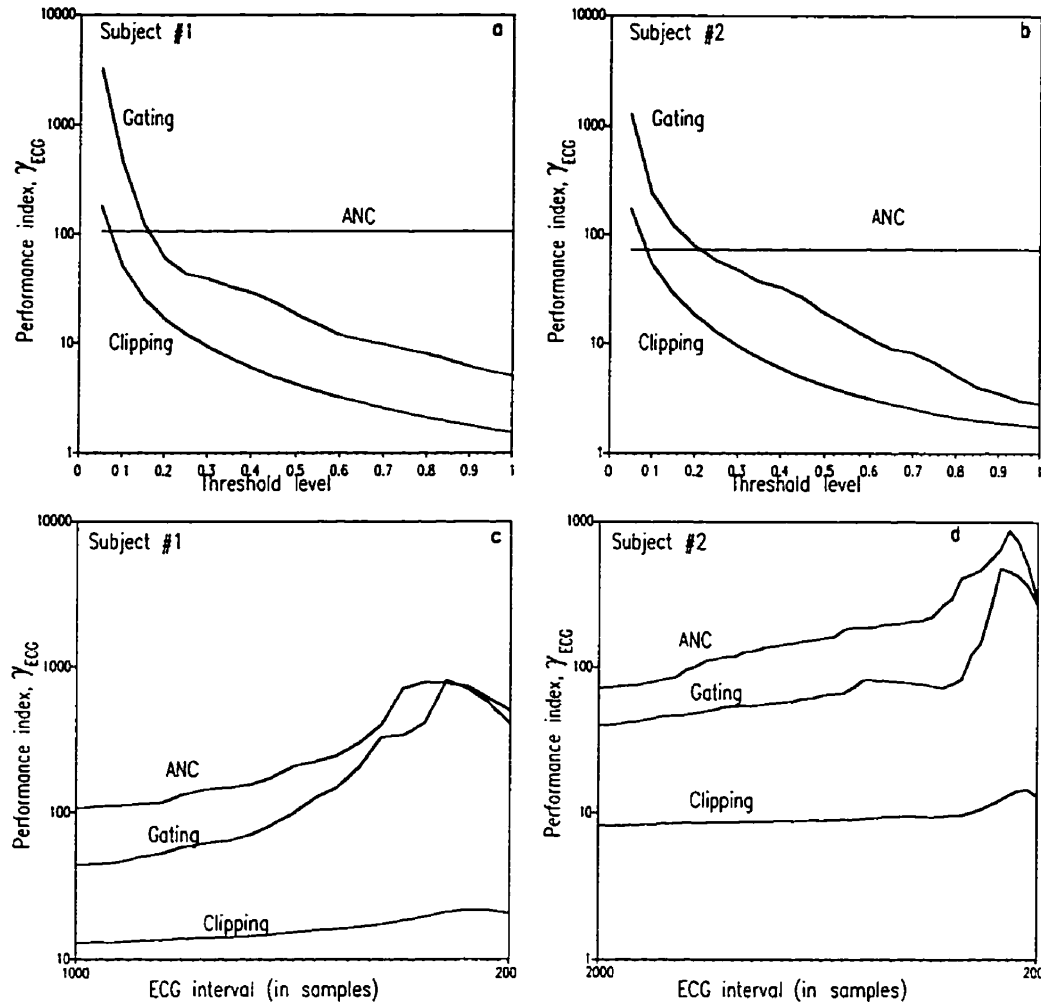 Subject #1
a
10000
1000
100
10
1
Performance index, γECG
Gating
ANC
Clipping
0 0.1 0.2 0.3 0.4 0.5 0.6 0.7 0.8 0.9 1
Threshold level
Subject #2
b
10000
1000
100
10
1
Performance index, γECG
Gating
ANC
Clipping
0 0.1 0.2 0.3 0.4 0.5 0.6 0.7 0.8 0.9 1
Threshold level
Subject #1
c
10000
1000
100
10
Performance index, γECG
ANC
Gating
Clipping
1000 200
ECG interval (in samples)
Subject #2
d
1000
100
10
1
Performance index, γECG
ANC
Gating
Clipping
2000 200
ECG interval (in samples)